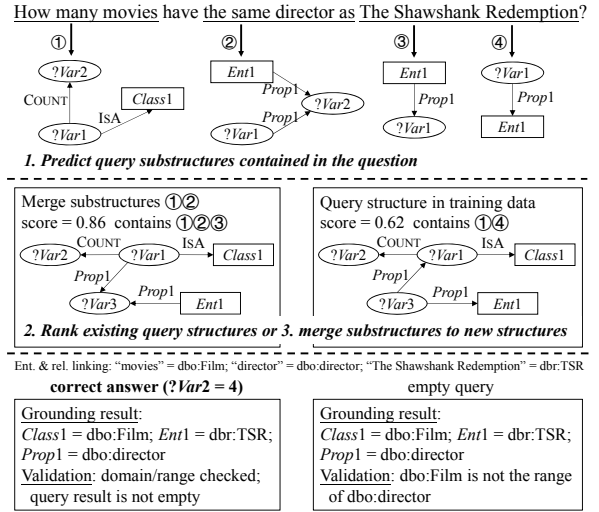 How many movies have the same director as The Shawshank Redemption?
① ② ③ ④
?Var2 Ent1 Ent1 ?Var1
COUNT Class1 Prop1 ?Var2 Prop1 Prop1
IsA Prop1
?Var1 ?Var1 ?Var1 Ent1
1. Predict query substructures contained in the question
Merge substructures ①②
score = 0.86 contains ①②③
?Var2 COUNT ?Var1 IsA Class1
Prop1 Prop1
?Var3 Ent1
Query structure in training data
score = 0.62 contains ①④
?Var2 COUNT ?Var1 IsA Class1
Prop1 Prop1
?Var3 Ent1
2. Rank existing query structures or 3. merge substructures to new structures
Ent. & rel. linking: “movies” = dbo:Film; “director” = dbo:director; “The Shawshank Redemption” = dbr:TSR
correct answer (?Var2 = 4)
Grounding result:
Class1 = dbo:Film; Ent1 = dbr:TSR;
Prop1 = dbo:director
Validation: domain/range checked;
query result is not empty
empty query
Grounding result:
Class1 = dbo:Film; Ent1 = dbr:TSR;
Prop1 = dbo:director
Validation: dbo:Film is not the range
of dbo:director